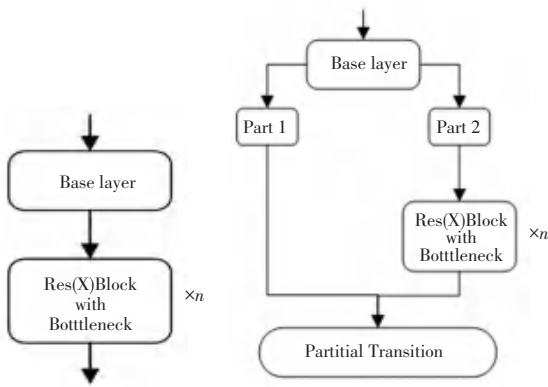 Base layer
Res(X)Block
with
Botttleneck
×n
Base layer
Part 1
Part 2
Res(X)Block
with
Botttleneck
×n
Partitial Transition